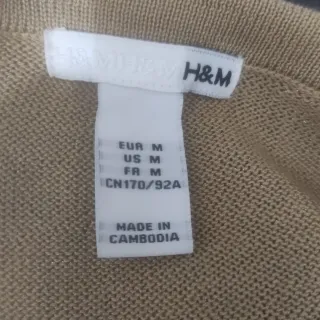 H&M H&M H&M
EUR M
US M
FR M
CN170/92A
MADE IN
CAMBODIA